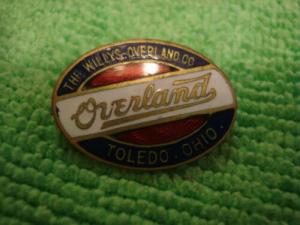 THE WILLYS-OVERLAND CO
Overland
TOLEDO. OHIO.